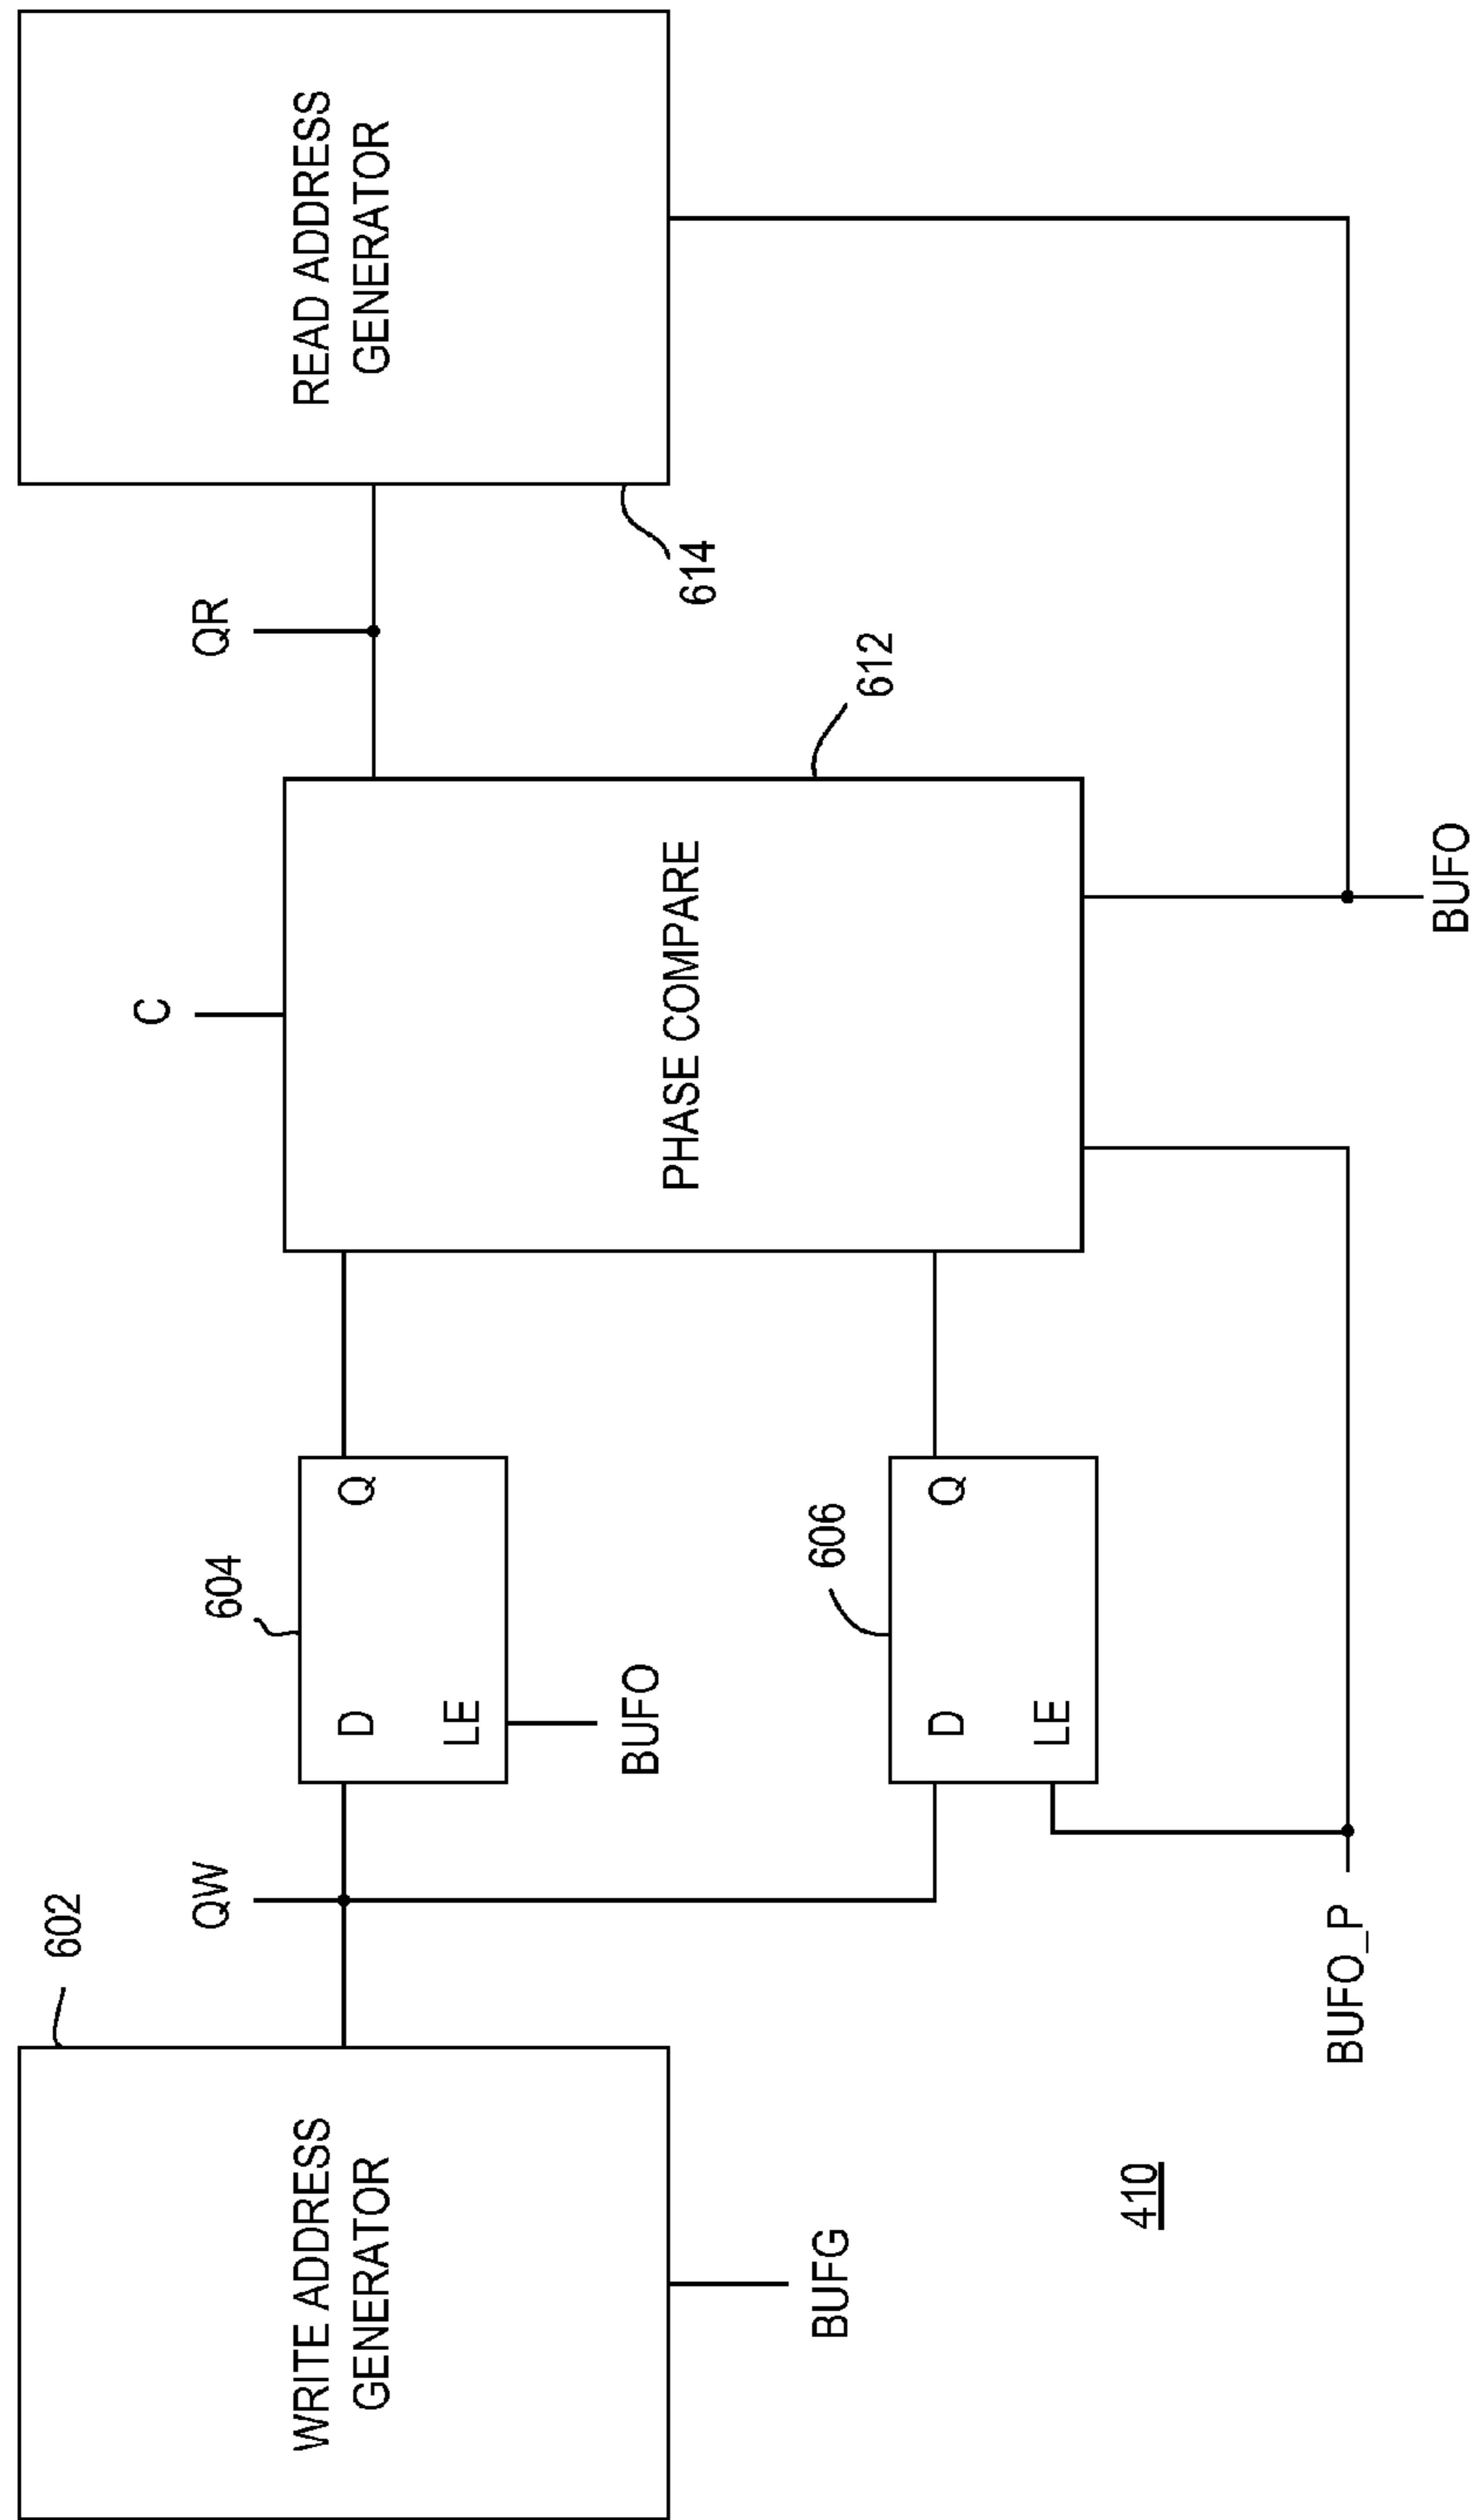 WRITE ADDRESS
GENERATOR
602
BUFG
QW
604
D
Q
LE
BUFO
606
D
Q
LE
BUFO_P
C
PHASE COMPARE
612
QR
READ ADDRESS
GENERATOR
614
BUFO
410